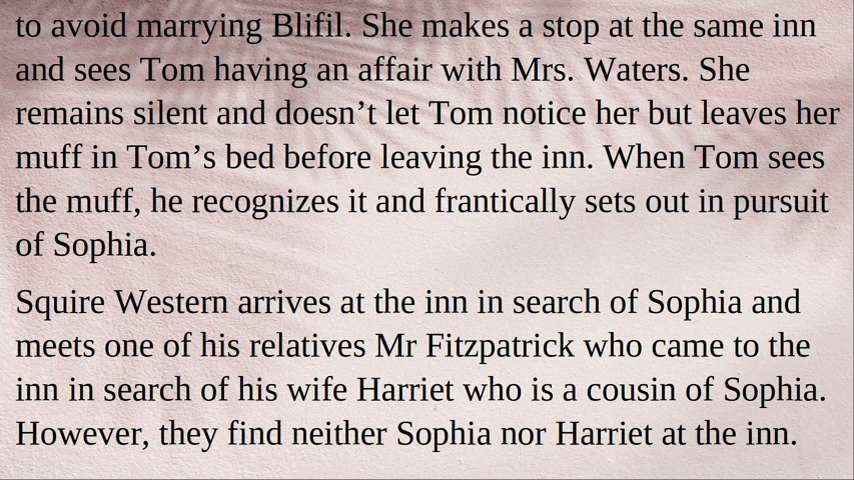 to avoid marrying Blifil. She makes a stop at the same inn
and sees Tom having an affair with Mrs. Waters. She
remains silent and doesn’t let Tom notice her but leaves her
muff in Tom’s bed before leaving the inn. When Tom sees
the muff, he recognizes it and frantically sets out in pursuit
of Sophia.
Squire Western arrives at the inn in search of Sophia and
meets one of his relatives Mr Fitzpatrick who came to the
inn in search of his wife Harriet who is a cousin of Sophia.
However, they find neither Sophia nor Harriet at the inn.